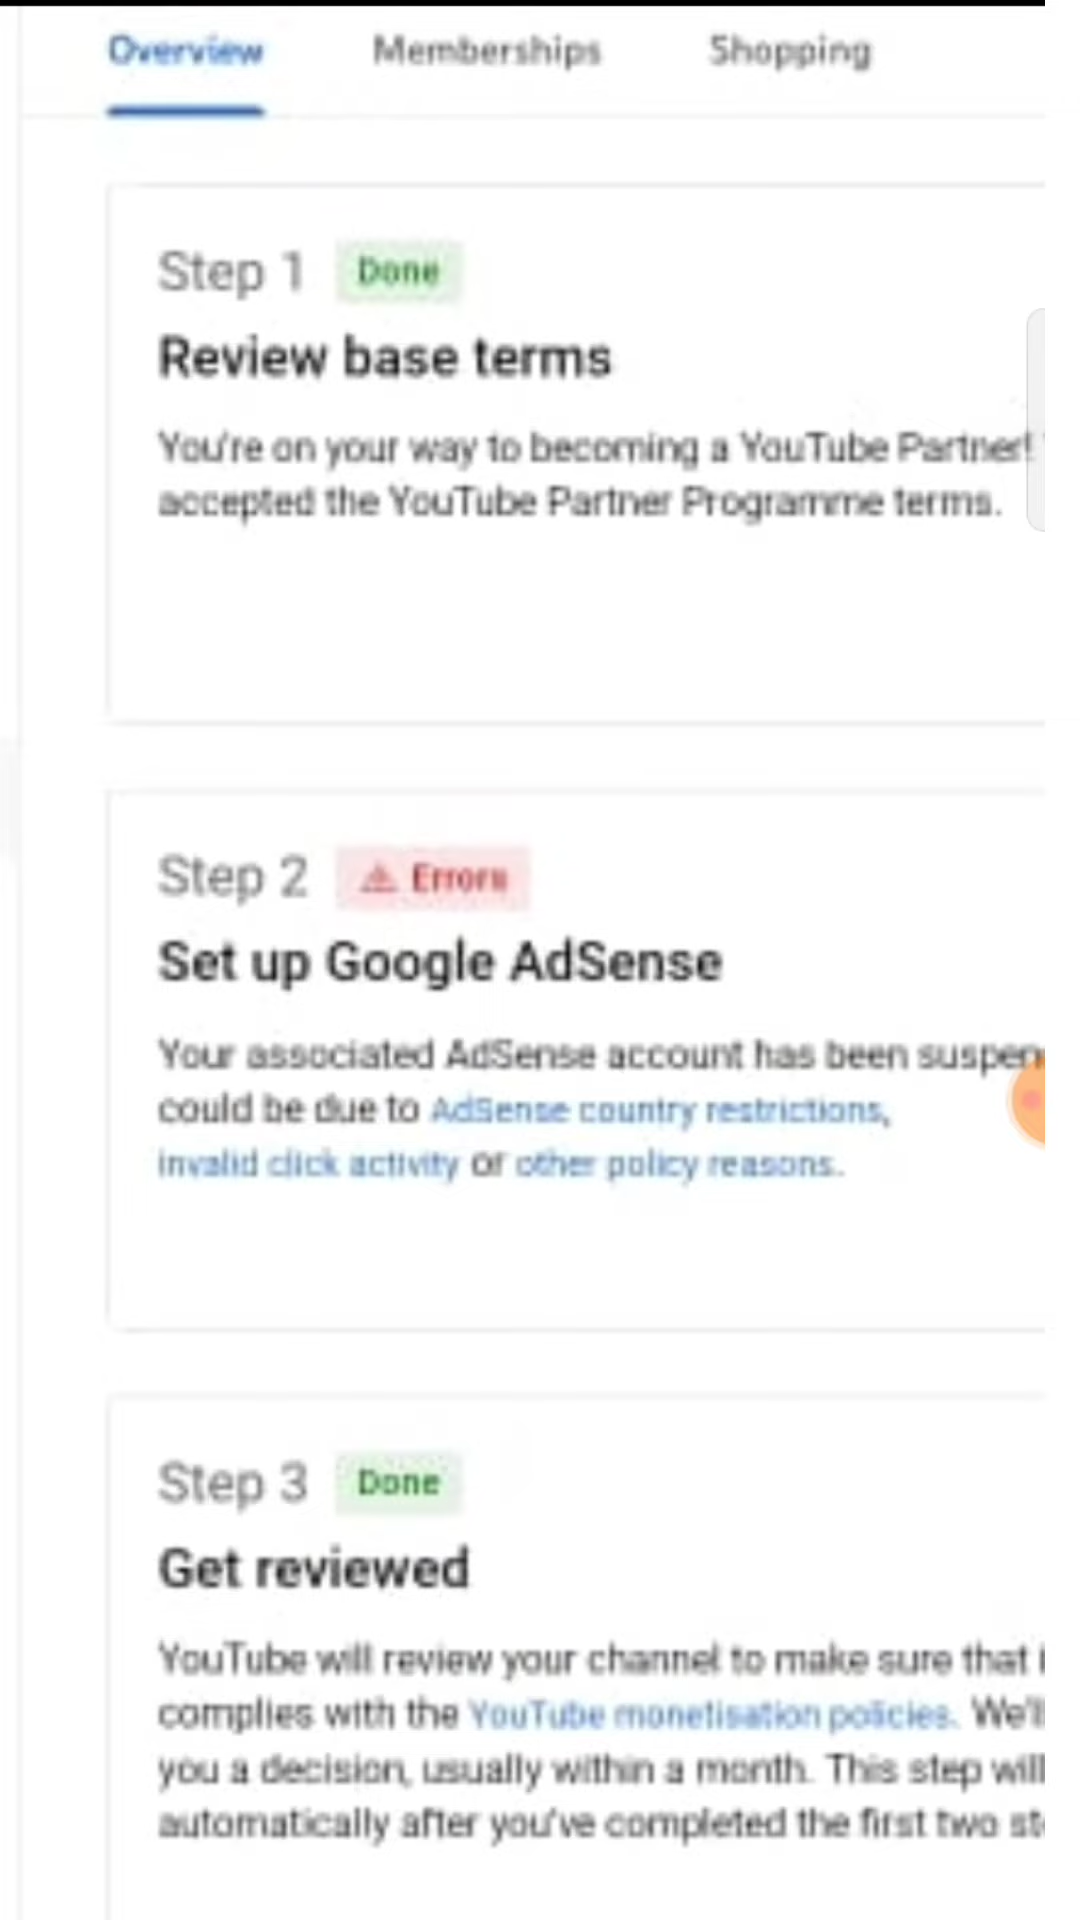 Overview Memberships Shopping
Step 1 Done
Review base terms
You're on your way to becoming a YouTube Partner!
accepted the YouTube Partner Programme terms.
Step 2 Errors
Set up Google AdSense
Your associated AdSense account has been suspen
could be due to AdSense country restrictions,
invalid click activity or other policy reasons.
Step 3 Done
Get reviewed
YouTube will review your channel to make sure that i
complies with the YouTube monetisation policies. We'll
you a decision, usually within a month. This step will
automatically after you've completed the first two st